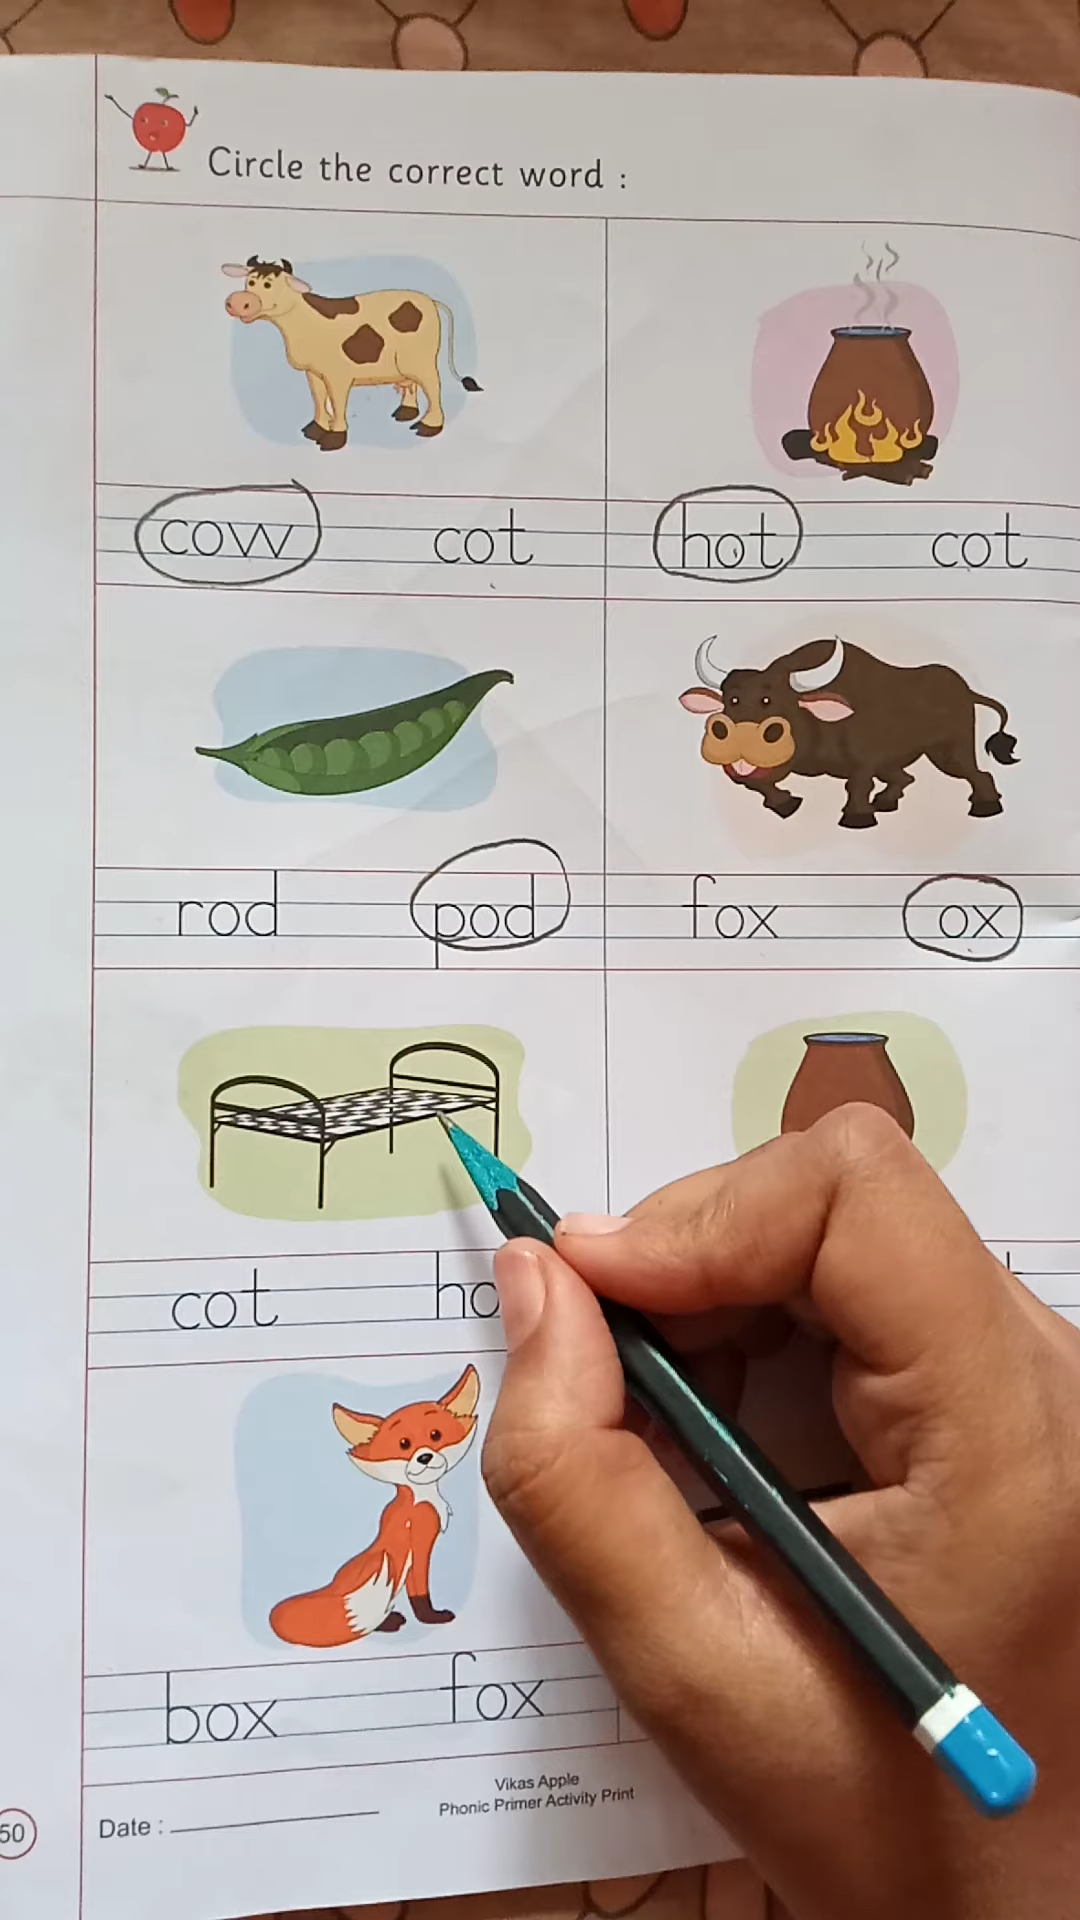 Circle the correct word :
cow cot hot cot
rod pod fox ox
cot
box fox
Vikas Apple
Phonic Primer Activity Print
Date :
50